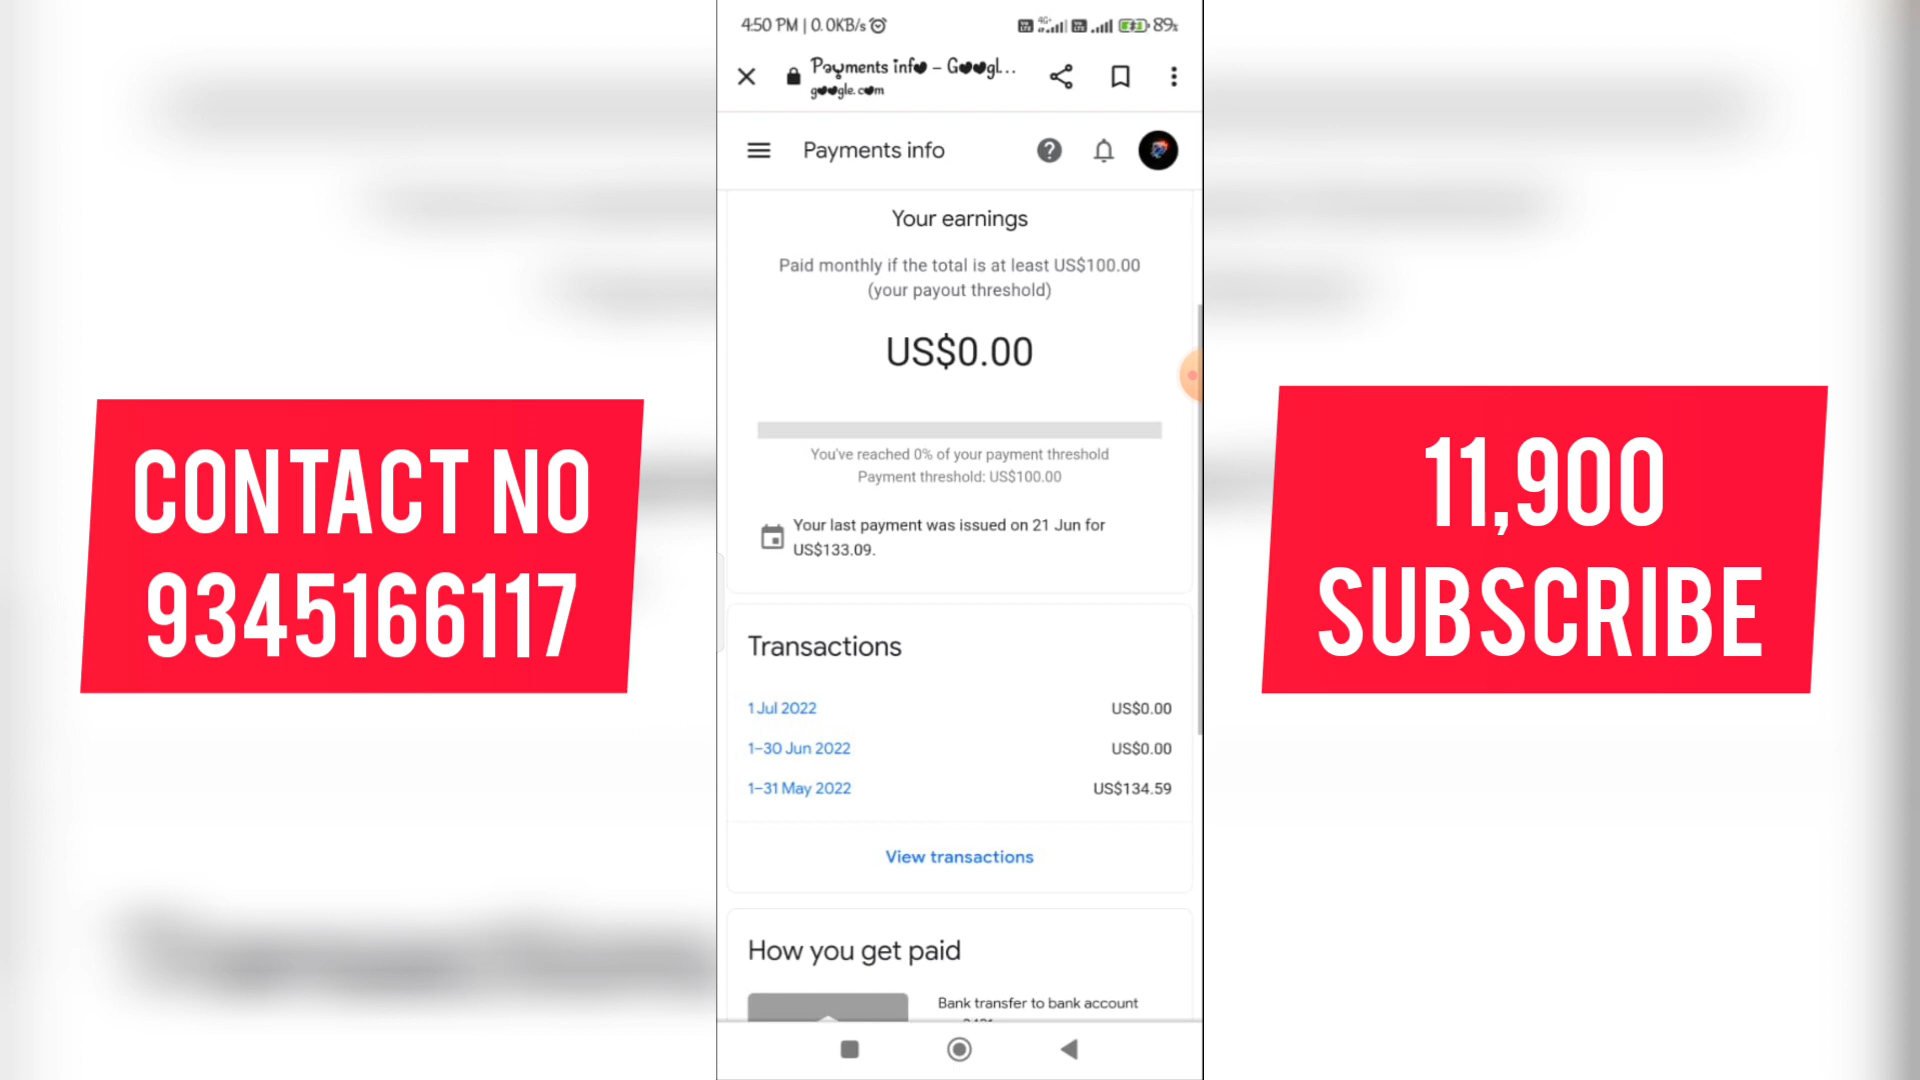 4:50 PM | 0.0KB/s
4G+
89%
Payments info – Googl...
google.com
Payments info
Your earnings
Paid monthly if the total is at least US$100.00
(your payout threshold)
US$0.00
You've reached 0% of your payment threshold
Payment threshold: US$100.00
Your last payment was issued on 21 Jun for
US$133.09.
CONTACT NO
9345166117
11,900
SUBSCRIBE
Transactions
1 Jul 2022 US$0.00
1–30 Jun 2022 US$0.00
1–31 May 2022 US$134.59
View transactions
How you get paid
Bank transfer to bank account